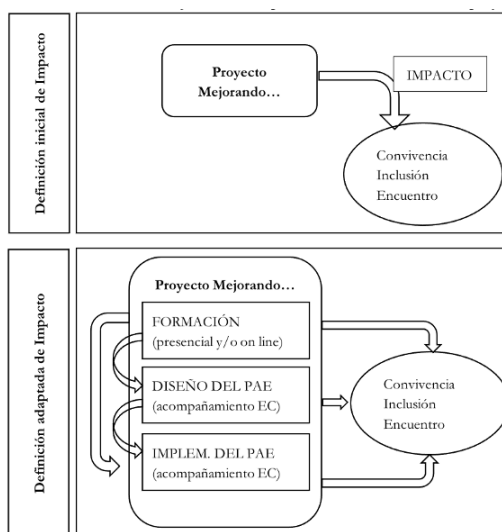 Definición inicial de Impacto
Proyecto
Mejorando...
IMPACTO
Convivencia
Inclusión
Encuentro
Definición adaptada de Impacto
Proyecto Mejorando...
FORMACIÓN
(presencial y/o on line)
DISEÑO DEL PAE
(acompañamiento EC)
IMPLEM. DEL PAE
(acompañamiento EC)
Convivencia
Inclusión
Encuentro